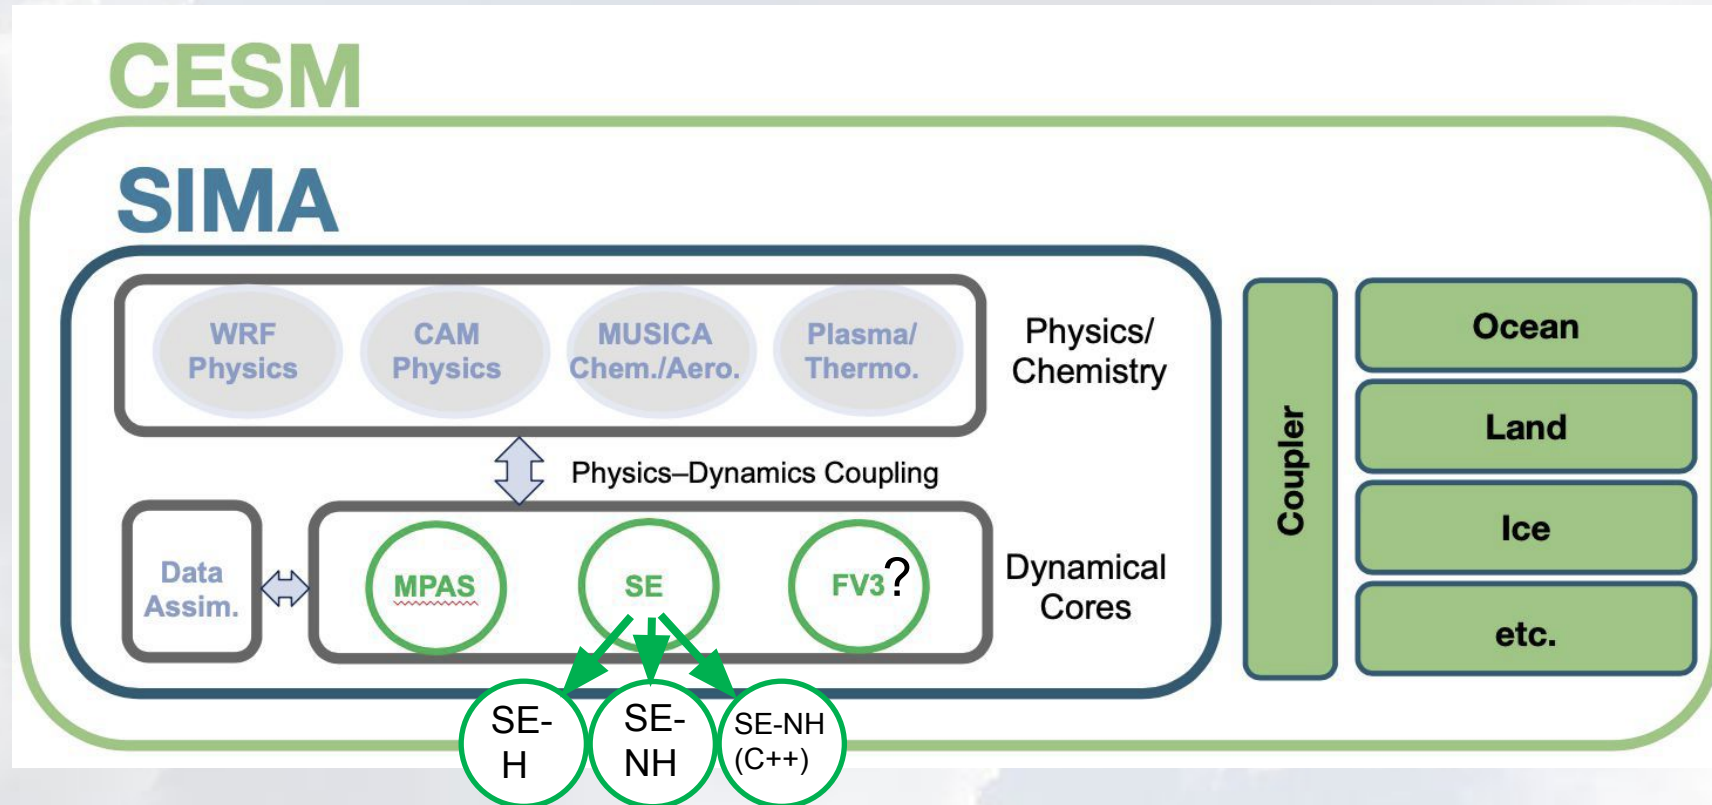 CESM
SIMA
WRF
Physics
CAM
Physics
MUSICA
Chem./Aero.
Plasma/
Thermo.
Physics/
Chemistry
Physics–Dynamics Coupling
Data
Assim.
MPAS
SE
FV3?
Dynamical
Cores
SE-
H
SE-
NH
SE-NH
(C++)
Coupler
Ocean
Land
Ice
etc.